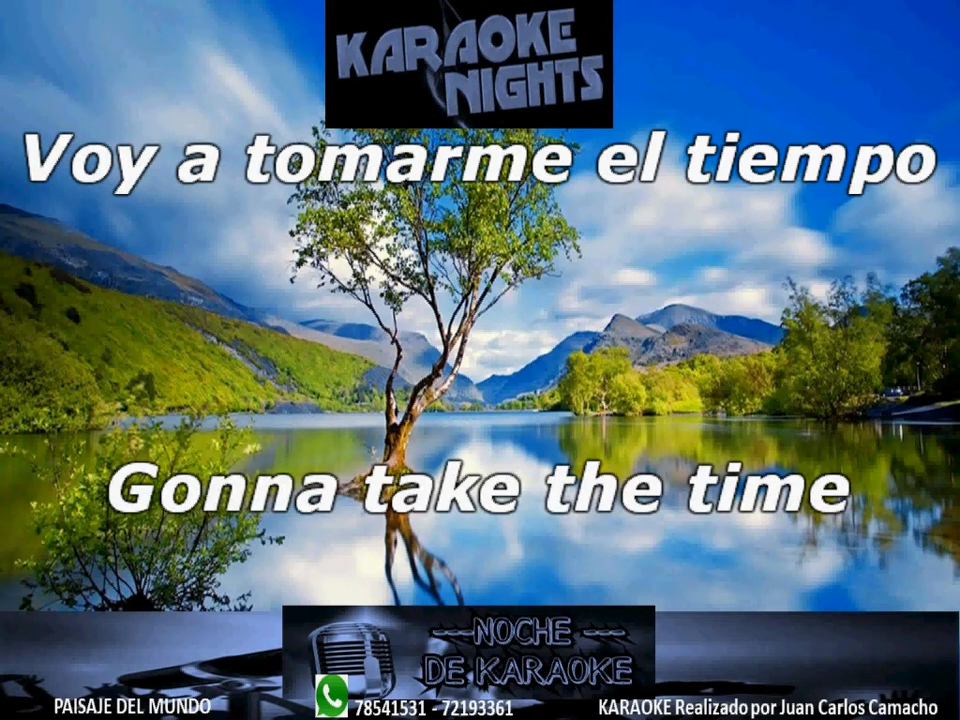 KARAOKE
NIGHTS
Voy a tomarme el tiempo
Gonna take the time
NOCHE
DE KARAOKE
PAISAJE DEL MUNDO
78541531 - 72193361
KARAOKE Realizado por Juan Carlos Camacho